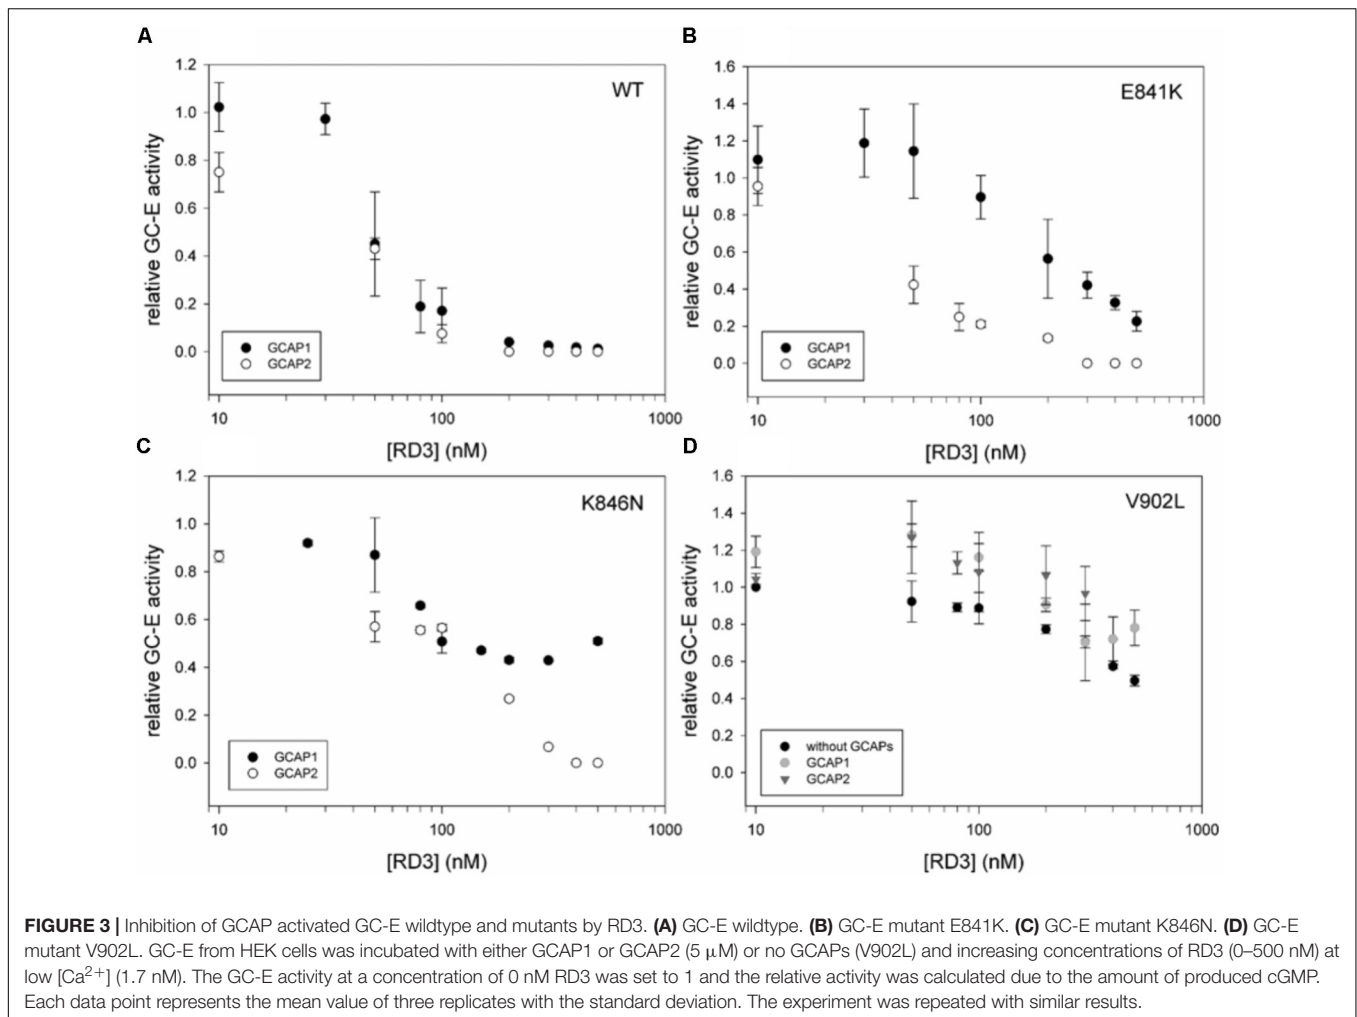 A
1.2
1.0
0.8
0.6
0.4
0.2
0.0
relative GC-E activity
WT
GCAP1
GCAP2
10
100
1000
[RD3] (nM)
B
1.6
1.4
1.2
1.0
0.8
0.6
0.4
0.2
0.0
relative GC-E activity
E841K
GCAP1
GCAP2
10
100
1000
[RD3] (nM)
C
1.2
1.0
0.8
0.6
0.4
0.2
0.0
relative GC-E activity
K846N
GCAP1
GCAP2
10
100
1000
[RD3] (nM)
D
1.6
1.4
1.2
1.0
0.8
0.6
0.4
0.2
0.0
relative GC-E activity
V902L
without GCAPs
GCAP1
GCAP2
10
100
1000
[RD3] (nM)
FIGURE 3 | Inhibition of GCAP activated GC-E wildtype and mutants by RD3. (A) GC-E wildtype. (B) GC-E mutant E841K. (C) GC-E mutant K846N. (D) GC-E
mutant V902L. GC-E from HEK cells was incubated with either GCAP1 or GCAP2 (5 μM) or no GCAPs (V902L) and increasing concentrations of RD3 (0–500 nM) at
low [Ca2+] (1.7 nM). The GC-E activity at a concentration of 0 nM RD3 was set to 1 and the relative activity was calculated due to the amount of produced cGMP.
Each data point represents the mean value of three replicates with the standard deviation. The experiment was repeated with similar results.